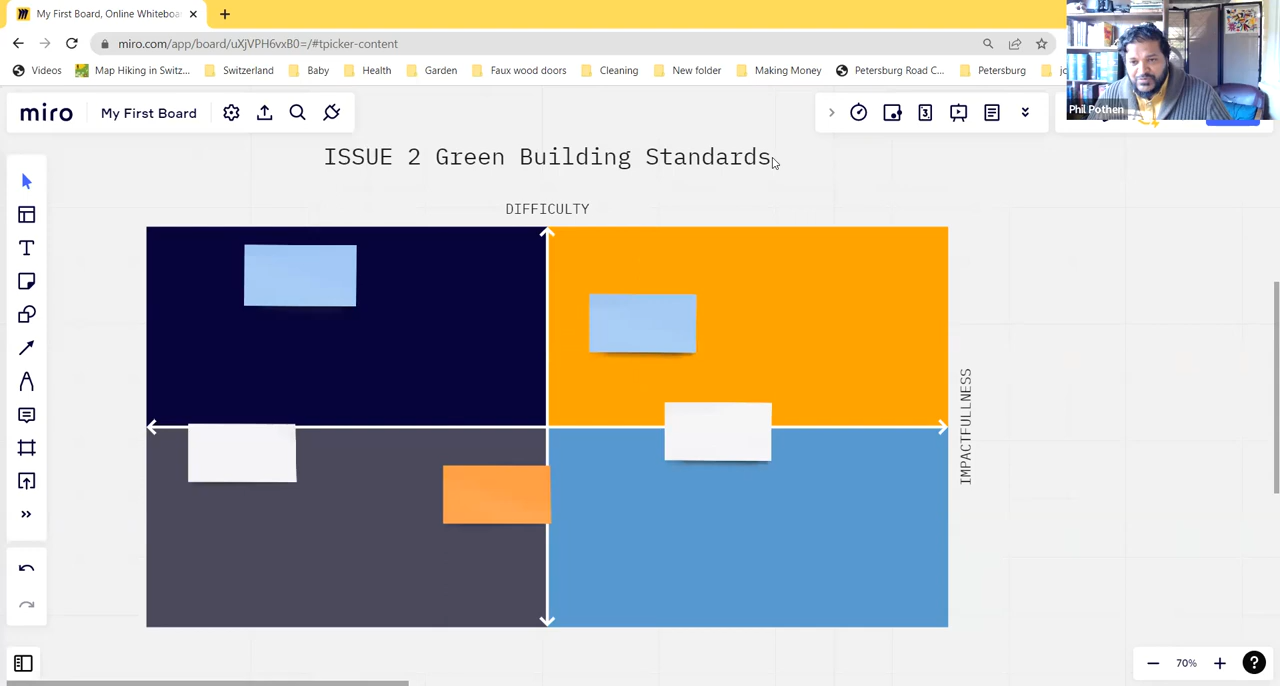 My First Board, Online Whiteboa
miro.com/app/board/uXjVPH6vxB0=/#tpicker-content
Videos
Map Hiking in Switz...
Switzerland
Baby
Health
Faux wood doors
Cleaning
New folder
Making Money
Petersburg Road C...
Petersburg
Phil Pothen
miro
My First Board
ISSUE 2 Green Building Standards
DIFFICULTY
IMPACTFULLNESS
70%